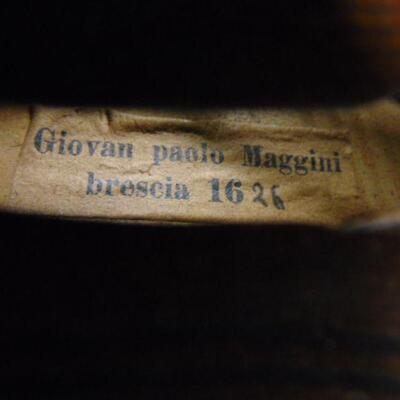 Giovan paolo Maggini
brescia 1626